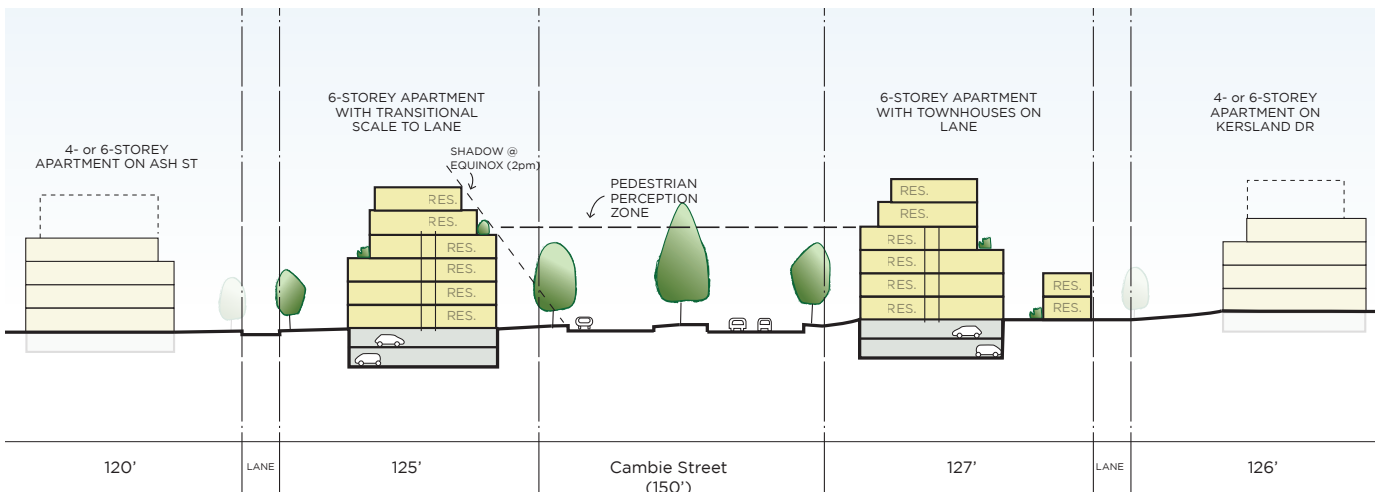 6-STOREY APARTMENT
WITH TRANSITIONAL
SCALE TO LANE
6-STOREY APARTMENT
WITH TOWNHOUSES ON
LANE
4- or 6-STOREY
APARTMENT ON
KERSLAND DR
4- or 6-STOREY
APARTMENT ON ASH ST
SHADOW @
EQUINOX (2pm)
PEDESTRIAN
PERCEPTION
ZONE
RES.
RES.
RES.
RES.
RES.
RES.
RES.
RES.
RES.
RES.
RES.
RES.
RES.
RES.
120’
LANE
125’
Cambie Street
(150’)
127’
LANE
126’